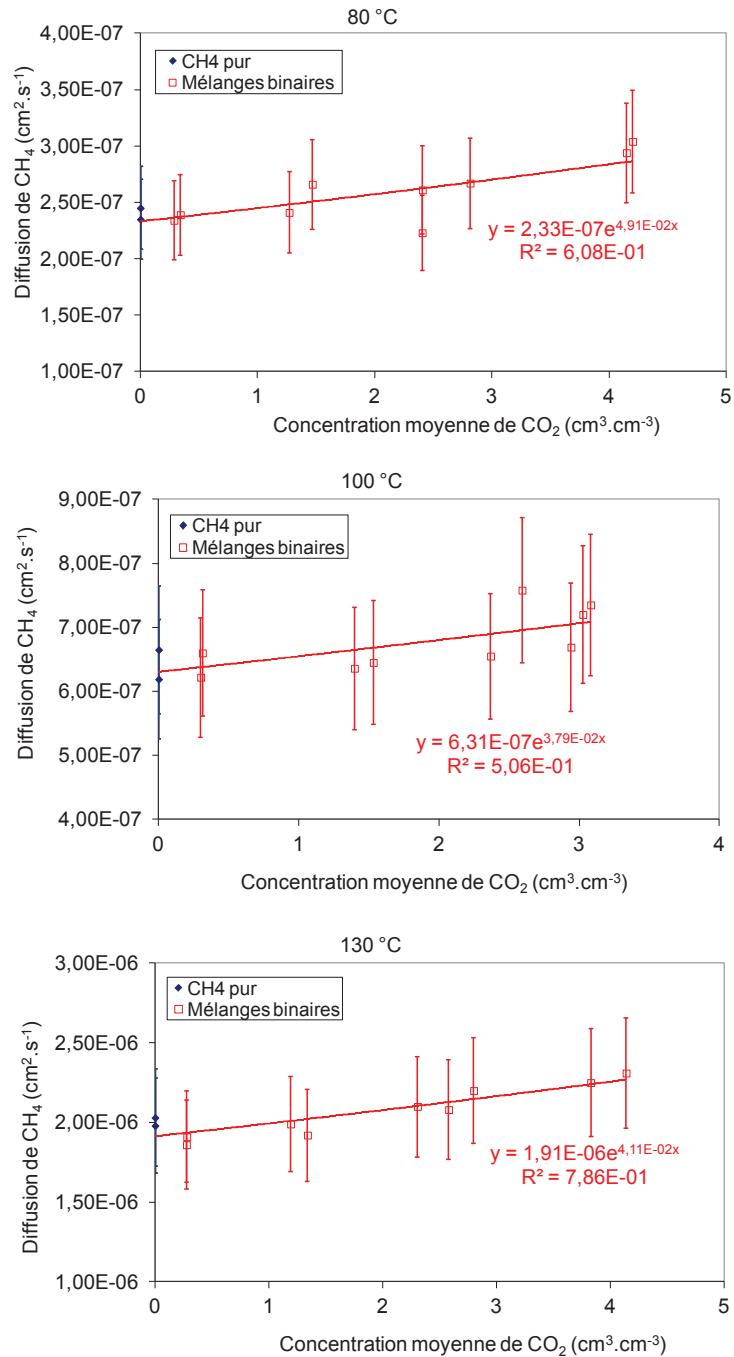 80 °C
4,00E-07
3,50E-07
3,00E-07
2,50E-07
2,00E-07
1,50E-07
1,00E-07
Diffusion de CH₄ (cm².s⁻¹)
CH4 pur
Mélanges binaires
y = 2,33E-07e^4,91E-02x
R² = 6,08E-01
0 1 2 3 4 5
Concentration moyenne de CO₂ (cm³.cm⁻³)
100 °C
9,00E-07
8,00E-07
7,00E-07
6,00E-07
5,00E-07
4,00E-07
Diffusion de CH₄ (cm².s⁻¹)
CH4 pur
Mélanges binaires
y = 6,31E-07e^3,79E-02x
R² = 5,06E-01
0 1 2 3 4
Concentration moyenne de CO₂ (cm³.cm⁻³)
130 °C
3,00E-06
2,50E-06
2,00E-06
1,50E-06
1,00E-06
Diffusion de CH₄ (cm².s⁻¹)
CH4 pur
Mélanges binaires
y = 1,91E-06e^4,11E-02x
R² = 7,86E-01
0 1 2 3 4 5
Concentration moyenne de CO₂ (cm³.cm⁻³)